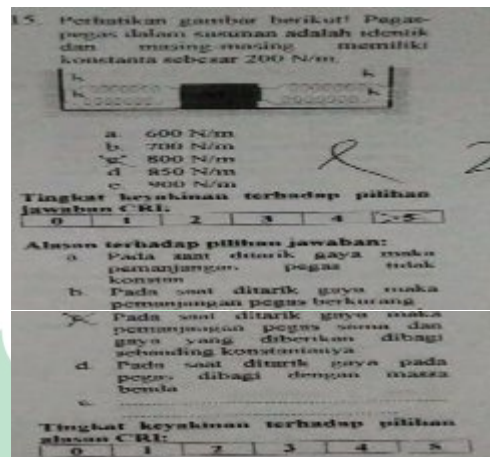 15. Perhatikan gambar berikut! Pegas-
pegas dalam susunan adalah identik
dan masing-masing memiliki
konstanta sebesar 200 N/m.
k k
k k
a. 600 N/m
b. 700 N/m
c. 800 N/m
d 850 N/m
e. 900 N/m
Tingkat keyakinan terhadap pilihan
jawaban CRI:
0 1 2 3 4 5
Alasan terhadap pilihan jawaban:
a. Pada saat ditarik gaya maka
pemanjangan pegas tidak
konstan
b. Pada saat ditarik gaya maka
pemanjangan pegas berkurang
Pada saat ditarik gaya maka
pemanjangan pegas sama dan
gaya yang diberikan dibagi
sebanding konstantanya
d. Pada saat ditarik gaya pada
pegas dibagi dengan massa
benda
e.
Tingkat keyakinan terhadap pilihan
alasan CRI:
0 1 2 3 4 5